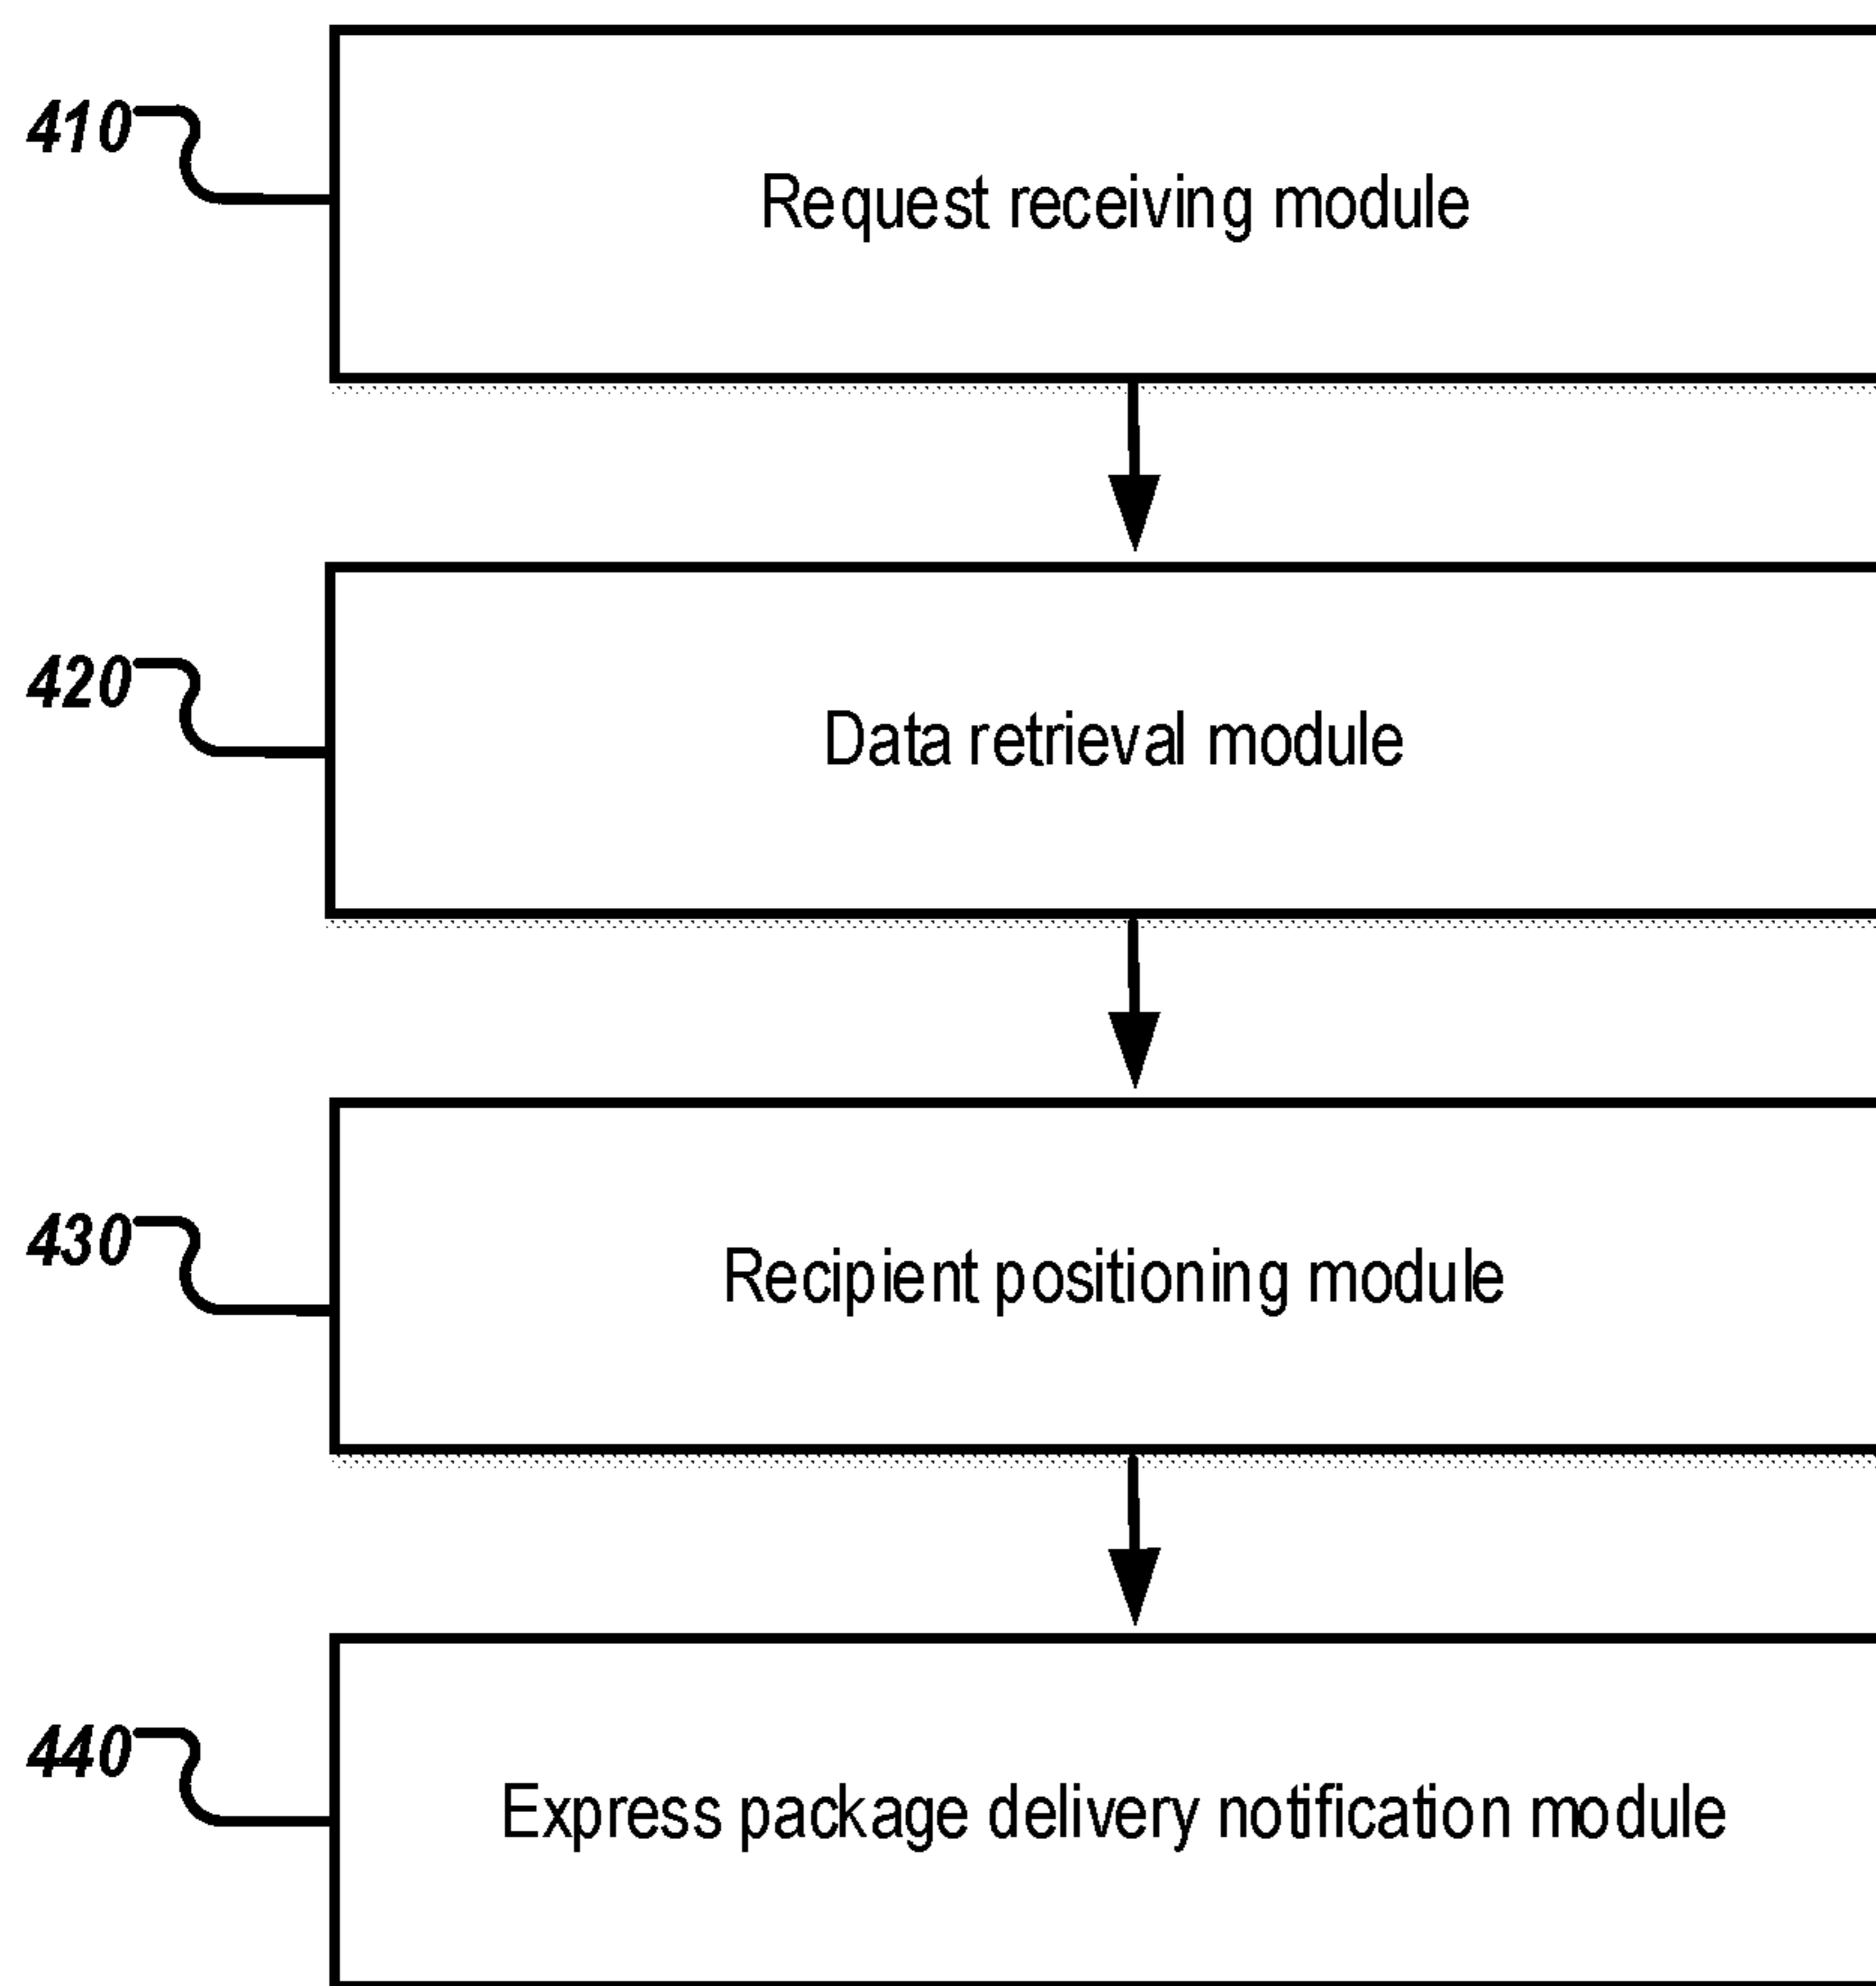 410
Request receiving module
420
Data retrieval module
430
Recipient positioning module
440
Express package delivery notification module